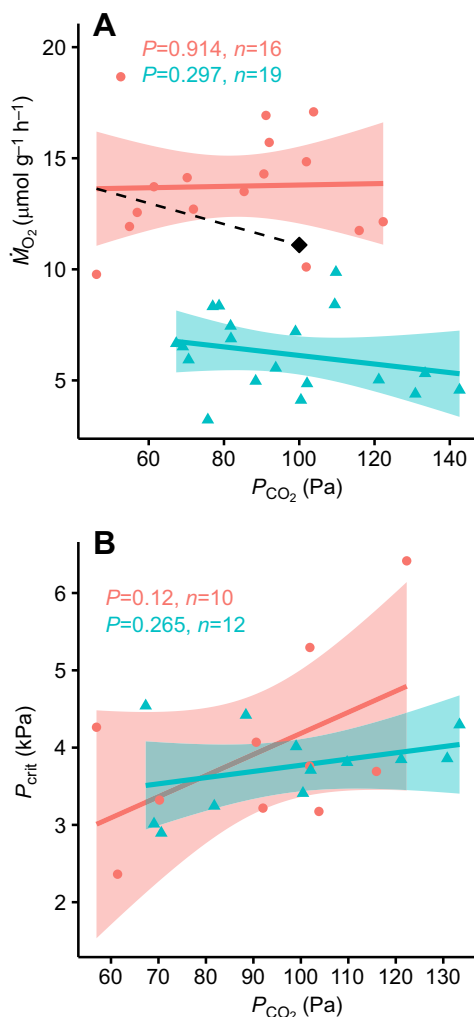 A
P=0.914, n=16
P=0.297, n=19
ṀO₂ (μmol g⁻¹ h⁻¹)
20
15
10
5
60 80 100 120 140
PCO₂ (Pa)
B
P=0.12, n=10
P=0.265, n=12
Pcrit (kPa)
6
5
4
3
2
60 70 80 90 100 110 120 130
PCO₂ (Pa)